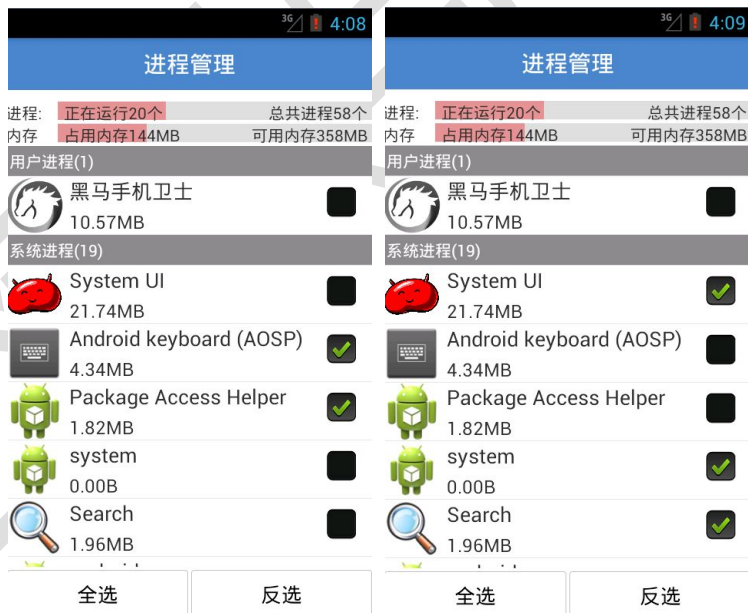 3G 4:08
进程管理
进程: 正在运行20个 总共进程58个
内存 占用内存144MB 可用内存358MB
用户进程(1)
黑马手机卫士
10.57MB
系统进程(19)
System UI
21.74MB
Android keyboard (AOSP)
4.34MB
Package Access Helper
1.82MB
system
0.00B
Search
1.96MB
全选 反选
3G 4:09
进程管理
进程: 正在运行20个 总共进程58个
内存 占用内存144MB 可用内存358MB
用户进程(1)
黑马手机卫士
10.57MB
系统进程(19)
System UI
21.74MB
Android keyboard (AOSP)
4.34MB
Package Access Helper
1.82MB
system
0.00B
Search
1.96MB
全选 反选